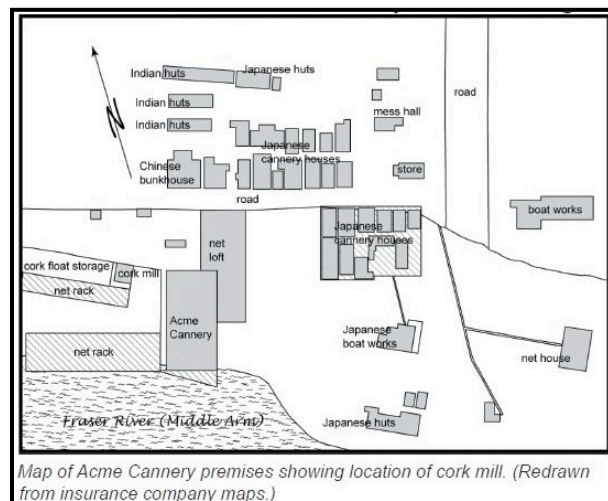 Indian huts
Japanese huts
road
Indian huts
mess hall
Indian huts
Japanese
cannery houses
Chinese
bunkhouse
store
road
boat works
Japanese
cannery houses
net
loft
cork float storage
cork mill
net rack
Acme
Cannery
Japanese
boat works
net rack
net house
Fraser River (Middle Arm)
Japanese huts
N
Map of Acme Cannery premises showing location of cork mill. (Redrawn
from insurance company maps.)